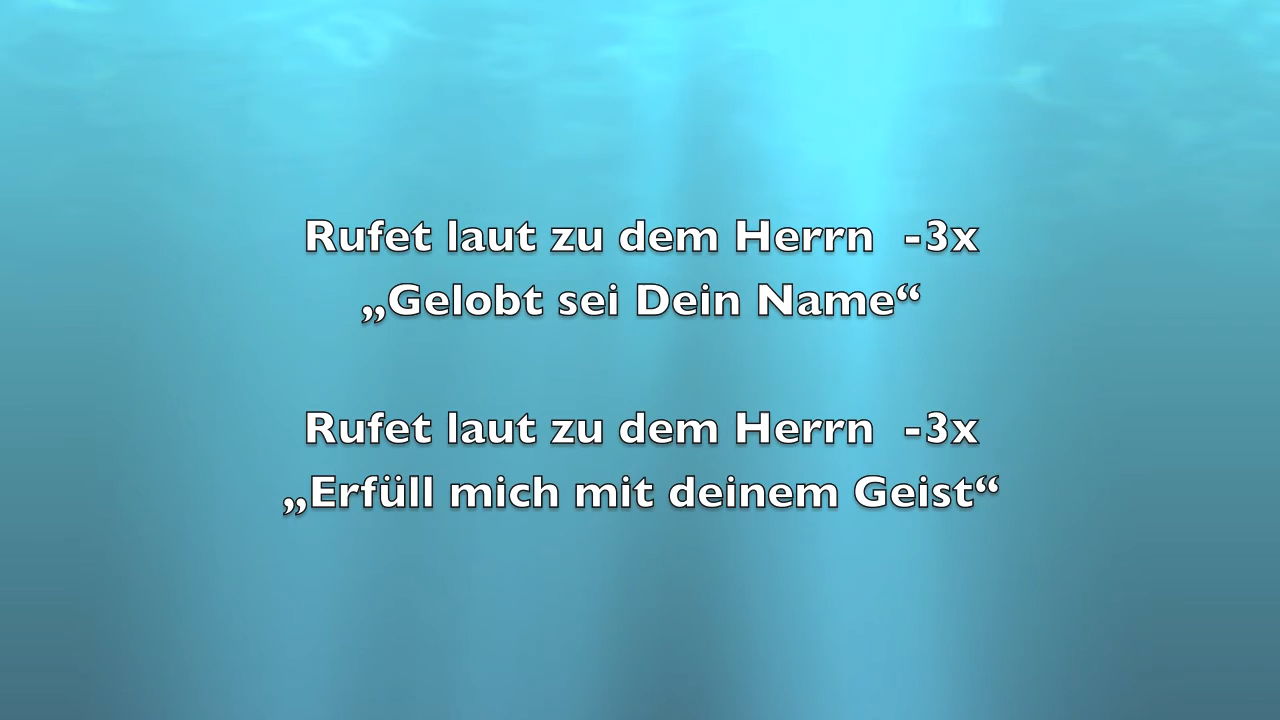 Rufet laut zu dem Herrn  -3x
„Gelobt sei Dein Name“
Rufet laut zu dem Herrn  -3x
„Erfüll mich mit deinem Geist“